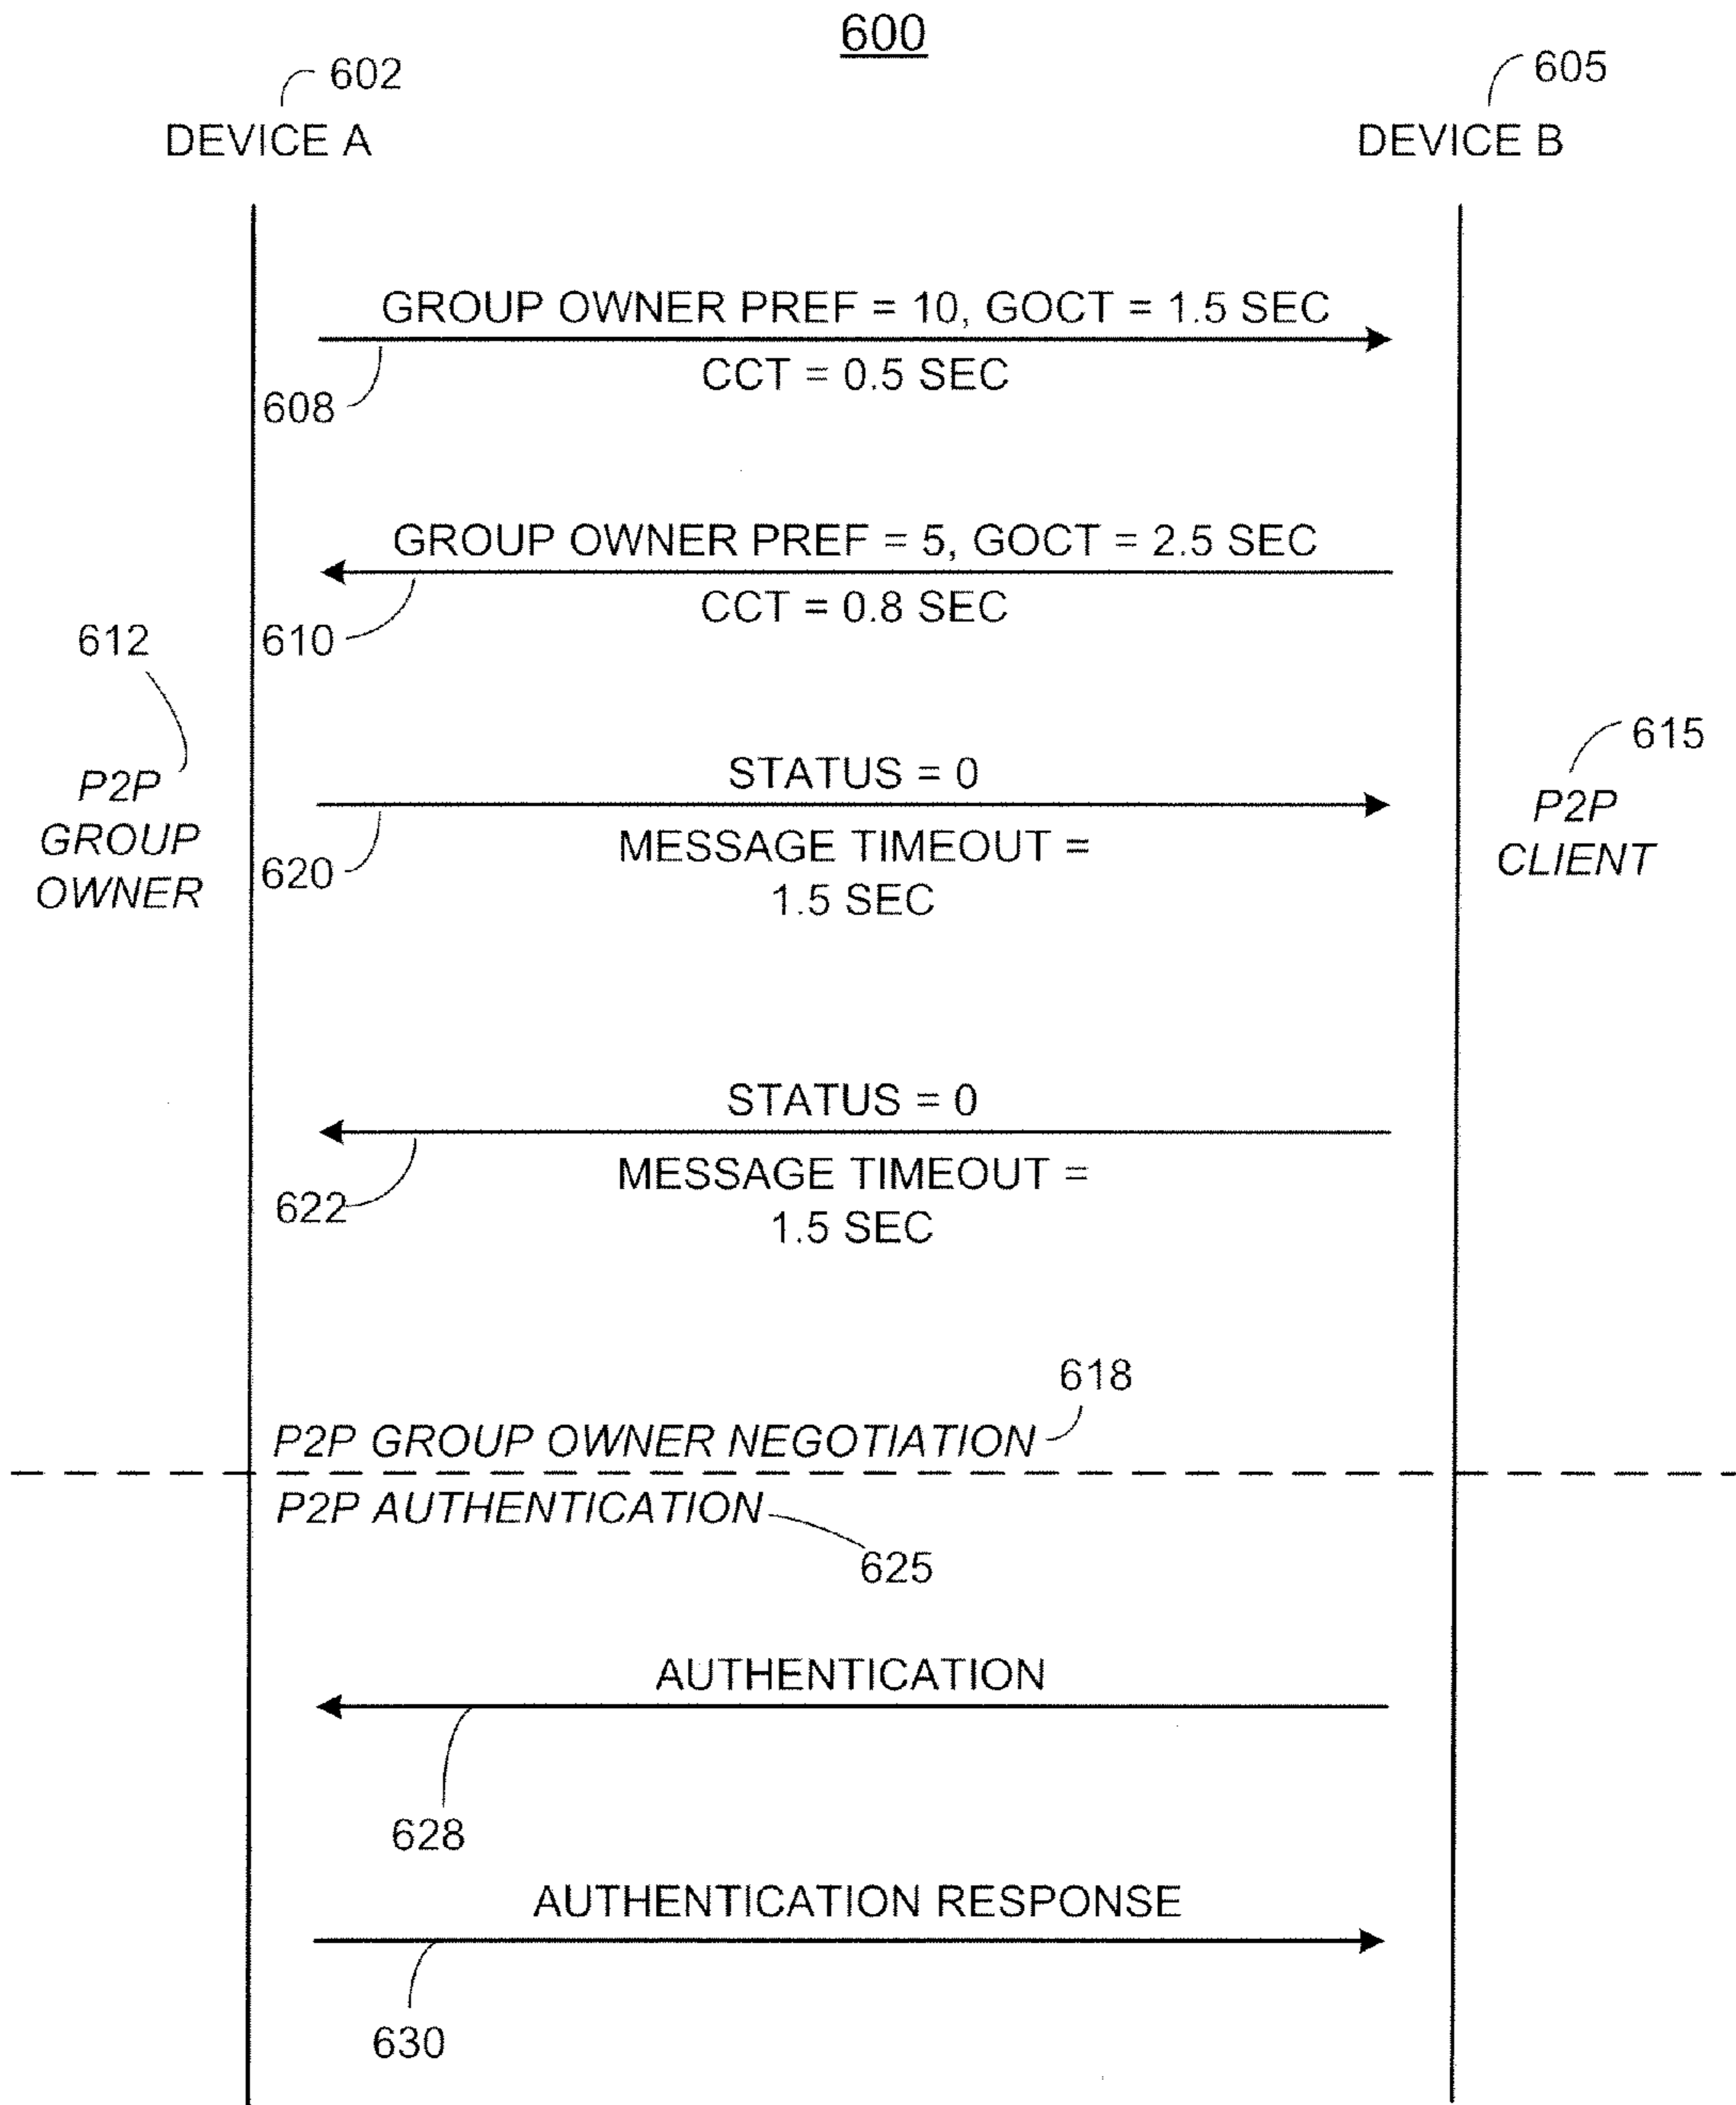 600
602
605
DEVICE A
DEVICE B
GROUP OWNER PREF = 10, GOCT = 1.5 SEC
CCT = 0.5 SEC
608
GROUP OWNER PREF = 5, GOCT = 2.5 SEC
CCT = 0.8 SEC
610
612
615
P2P
GROUP
OWNER
STATUS = 0
MESSAGE TIMEOUT =
1.5 SEC
620
P2P
CLIENT
STATUS = 0
MESSAGE TIMEOUT =
1.5 SEC
622
618
P2P GROUP OWNER NEGOTIATION
P2P AUTHENTICATION
625
AUTHENTICATION
628
AUTHENTICATION RESPONSE
630